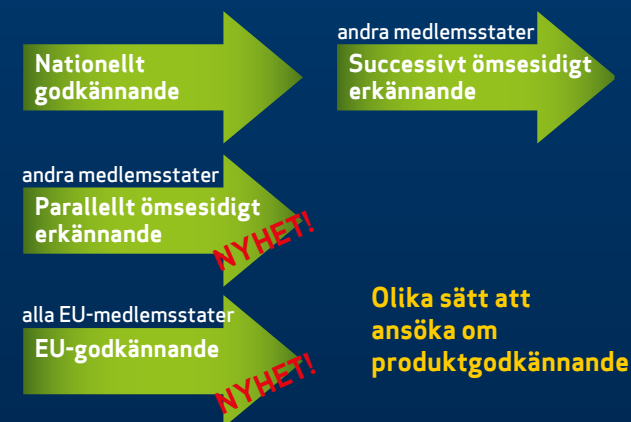 Nationellt
godkännande
andra medlemsstater
Successivt ömsesidigt
erkännande
andra medlemsstater
Parallellt ömsesidigt
erkännande
NYHET!
alla EU-medlemsstater
EU-godkännande
NYHET!
Olika sätt att
ansöka om
produktgodkännande